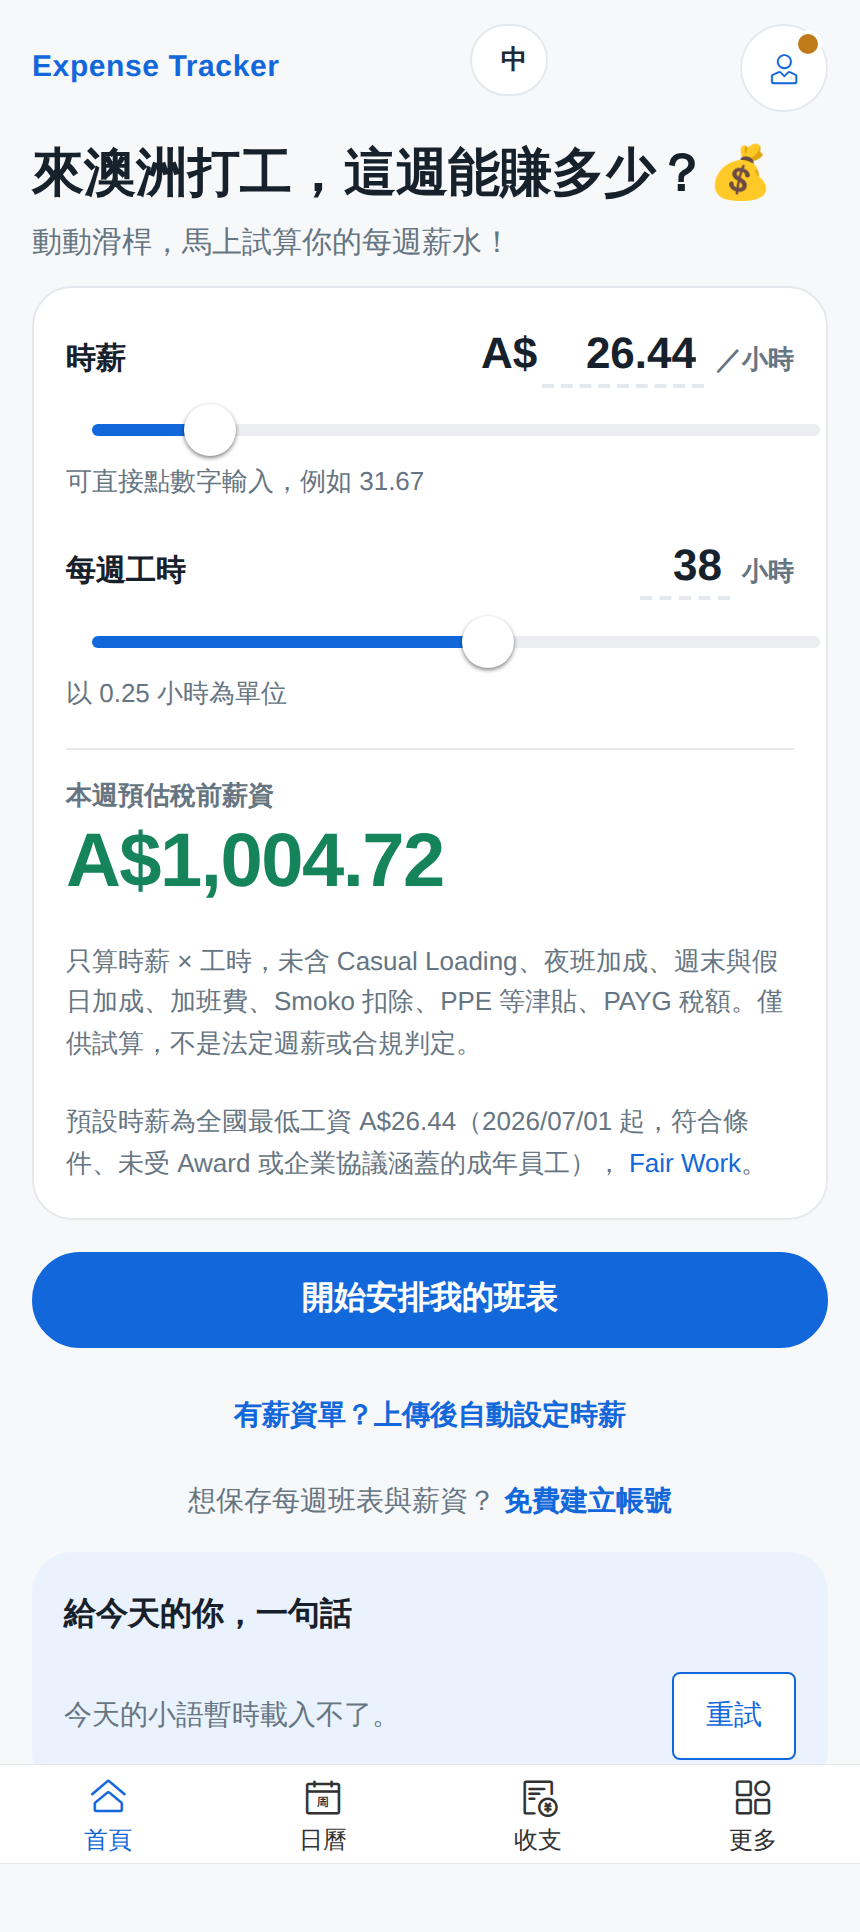 Expense Tracker
中
來澳洲打工，這週能賺多少？💰
動動滑桿，馬上試算你的每週薪水！
時薪 A$ 26.44 ／小時
可直接點數字輸入，例如 31.67
每週工時 38 小時
以 0.25 小時為單位
本週預估稅前薪資
A$1,004.72
只算時薪 × 工時，未含 Casual Loading、夜班加成、週末與假
日加成、加班費、Smoko 扣除、PPE 等津貼、PAYG 稅額。僅
供試算，不是法定週薪或合規判定。
預設時薪為全國最低工資 A$26.44（2026/07/01 起，符合條
件、未受 Award 或企業協議涵蓋的成年員工）， Fair Work。
開始安排我的班表
有薪資單？上傳後自動設定時薪
想保存每週班表與薪資？ 免費建立帳號
給今天的你，一句話
今天的小語暫時載入不了。 重試
周 ¥
首頁 日曆 收支 更多